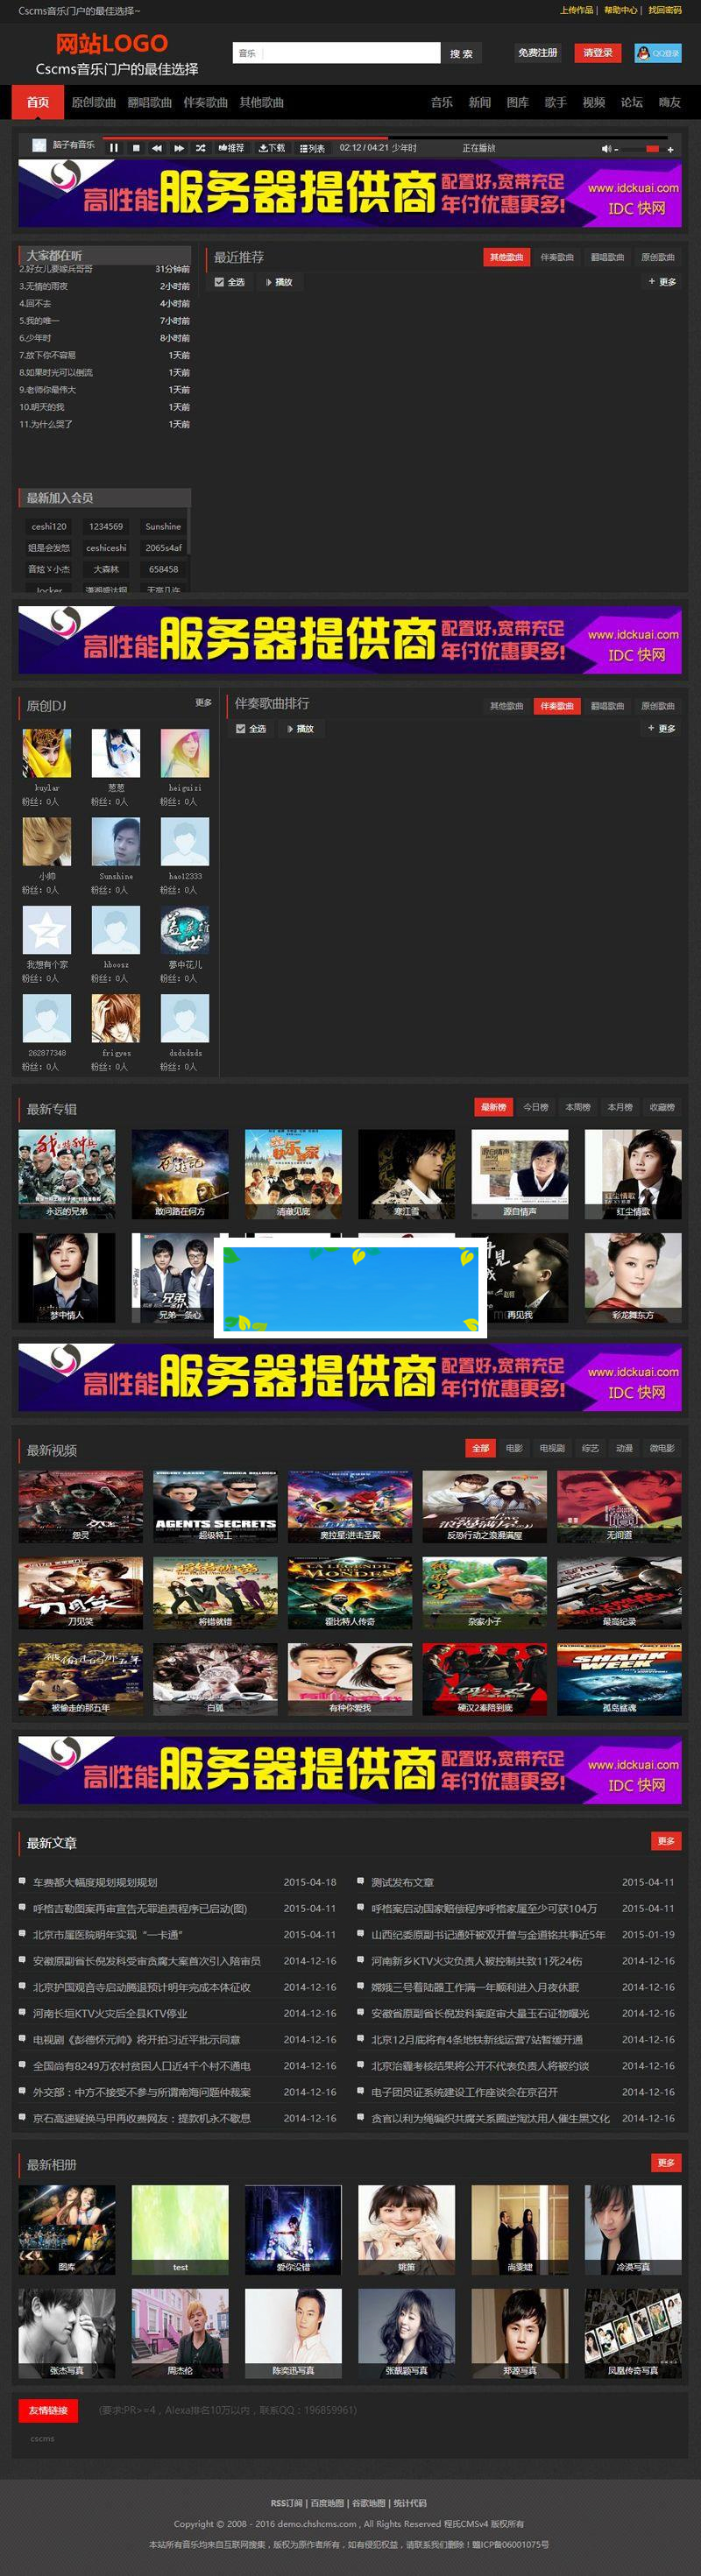 Cscms音乐门户的最佳选择~
上传作品 | 帮助中心 | 找回密码
网站LOGO
Cscms音乐门户的最佳选择
音乐 搜 索 免费注册 请登录 QQ登录
首页 原创歌曲 翻唱歌曲 伴奏歌曲 其他歌曲 音乐 新闻 图库 歌手 视频 论坛 嗨友
脑子有音乐 推荐 下载 列表 02:12 / 04:21 少年时 正在播放
高性能服务器提供商 配置好,宽带充足 年付优惠更多! www.idckuai.com IDC 快网
大家都在听
2.好女儿要嫁兵哥哥 31分钟前
3.无情的雨夜 2小时前
4.回不去 4小时前
5.我的唯一 7小时前
6.少年时 8小时前
7.放下你不容易 1天前
8.如果时光可以倒流 1天前
9.老师你最伟大 1天前
10.明天的我 1天前
11.为什么哭了 1天前
最近推荐 其他歌曲 伴奏歌曲 翻唱歌曲 原创歌曲
全选 播放 + 更多
最新加入会员
ceshi120 1234569 Sunshine
姐是会发怒 ceshiceshi 2065s4af
音炫丶小杰 大森林 658458
高性能服务器提供商 配置好,宽带充足 年付优惠更多! www.idckuai.com IDC 快网
原创DJ 更多
kuylar 葱葱 heiguizi
粉丝：0人 粉丝：0人 粉丝：0人
小帅 Sunshine hao12333
粉丝：0人 粉丝：0人 粉丝：0人
我想有个家 hboosz 夢中花儿
粉丝：0人 粉丝：0人 粉丝：0人
262877348 frigyes dsdsdsds
粉丝：0人 粉丝：0人 粉丝：0人
伴奏歌曲排行 其他歌曲 伴奏歌曲 翻唱歌曲 原创歌曲
全选 播放 + 更多
最新专辑 最新榜 今日榜 本周榜 本月榜 收藏榜
永远的兄弟 敢问路在何方 清澈见底 寒江雪 源自情声 红尘情歌
梦中情人 兄弟一条心 再见我 彩龙舞东方
高性能服务器提供商 配置好,宽带充足 年付优惠更多! www.idckuai.com IDC 快网
最新视频 全部 电影 电视剧 综艺 动漫 微电影
AGENTS SECRETS
怨灵 超级特工 奥拉星:进击圣殿 反恐行动之浪漫满屋 无间道
刀见笑 将错就错 霍比特人传奇 杂家小子 最高纪录
SHARK WEEK
被偷走的那五年 白狐 有种你爱我 硬汉2奉陪到底 孤岛鲨魂
高性能服务器提供商 配置好,宽带充足 年付优惠更多! www.idckuai.com IDC 快网
最新文章 更多
车费都大幅度规划规划规划 2015-04-18 测试发布文章 2015-04-11
呼格吉勒图案再审宣告无罪追责程序已启动(图) 2015-04-11 呼格案启动国家赔偿程序呼格家属至少可获104万 2015-04-11
北京市属医院明年实现“一卡通” 2015-04-11 山西纪委原副书记通奸被双开曾与金道铭共事近5年 2015-01-19
安徽原副省长倪发科受审贪腐大案首次引入陪审员 2014-12-16 河南新乡KTV火灾负责人被控制共致11死24伤 2014-12-16
北京护国观音寺启动腾退预计明年完成本体征收 2014-12-16 嫦娥三号着陆器工作满一年顺利进入月夜休眠 2014-12-16
河南长垣KTV火灾后全县KTV停业 2014-12-16 安徽省原副省长倪发科案庭审大量玉石证物曝光 2014-12-16
电视剧《彭德怀元帅》将开拍习近平批示同意 2014-12-16 北京12月底将有4条地铁新线运营7站暂缓开通 2014-12-16
全国尚有8249万农村贫困人口近4千个村不通电 2014-12-16 北京治霾考核结果将公开不代表负责人将被约谈 2014-12-16
外交部：中方不接受不参与所谓南海问题仲裁案 2014-12-16 电子团员证系统建设工作座谈会在京召开 2014-12-16
京石高速疑换马甲再收费网友：提款机永不歇息 2014-12-16 贪官以利为绳编织共腐关系圈逆淘汰用人催生黑文化 2014-12-16
最新相册 更多
图库 test 爱你没错 姚笛 尚雯婕 冷漠写真
张杰写真 周杰伦 陈奕迅写真 张靓颖写真 郑源写真 凤凰传奇写真
友情链接 (要求:PR>=4，Alexa排名10万以内，联系QQ：196859961)
cscms
RSS订阅 | 百度地图 | 谷歌地图 | 统计代码
Copyright © 2008 - 2016 demo.chshcms.com , All Rights Reserved 程氏CMSv4 版权所有
本站所有音乐均来自互联网搜集，版权为原作者所有，如有侵犯权益，请联系我们删除！赣ICP备06001075号